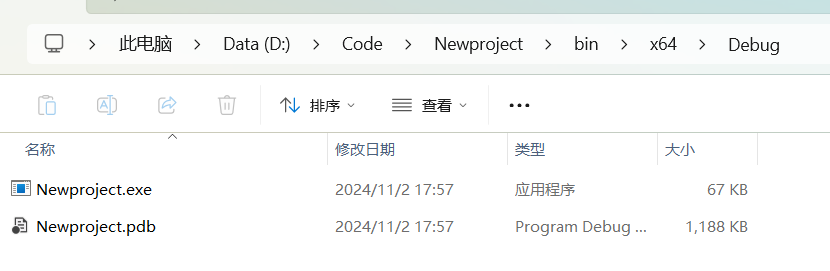 此电脑 > Data (D:) > Code > Newproject > bin > x64 > Debug
排序 查看
名称 修改日期 类型 大小
Newproject.exe 2024/11/2 17:57 应用程序 67 KB
Newproject.pdb 2024/11/2 17:57 Program Debug ... 1,188 KB